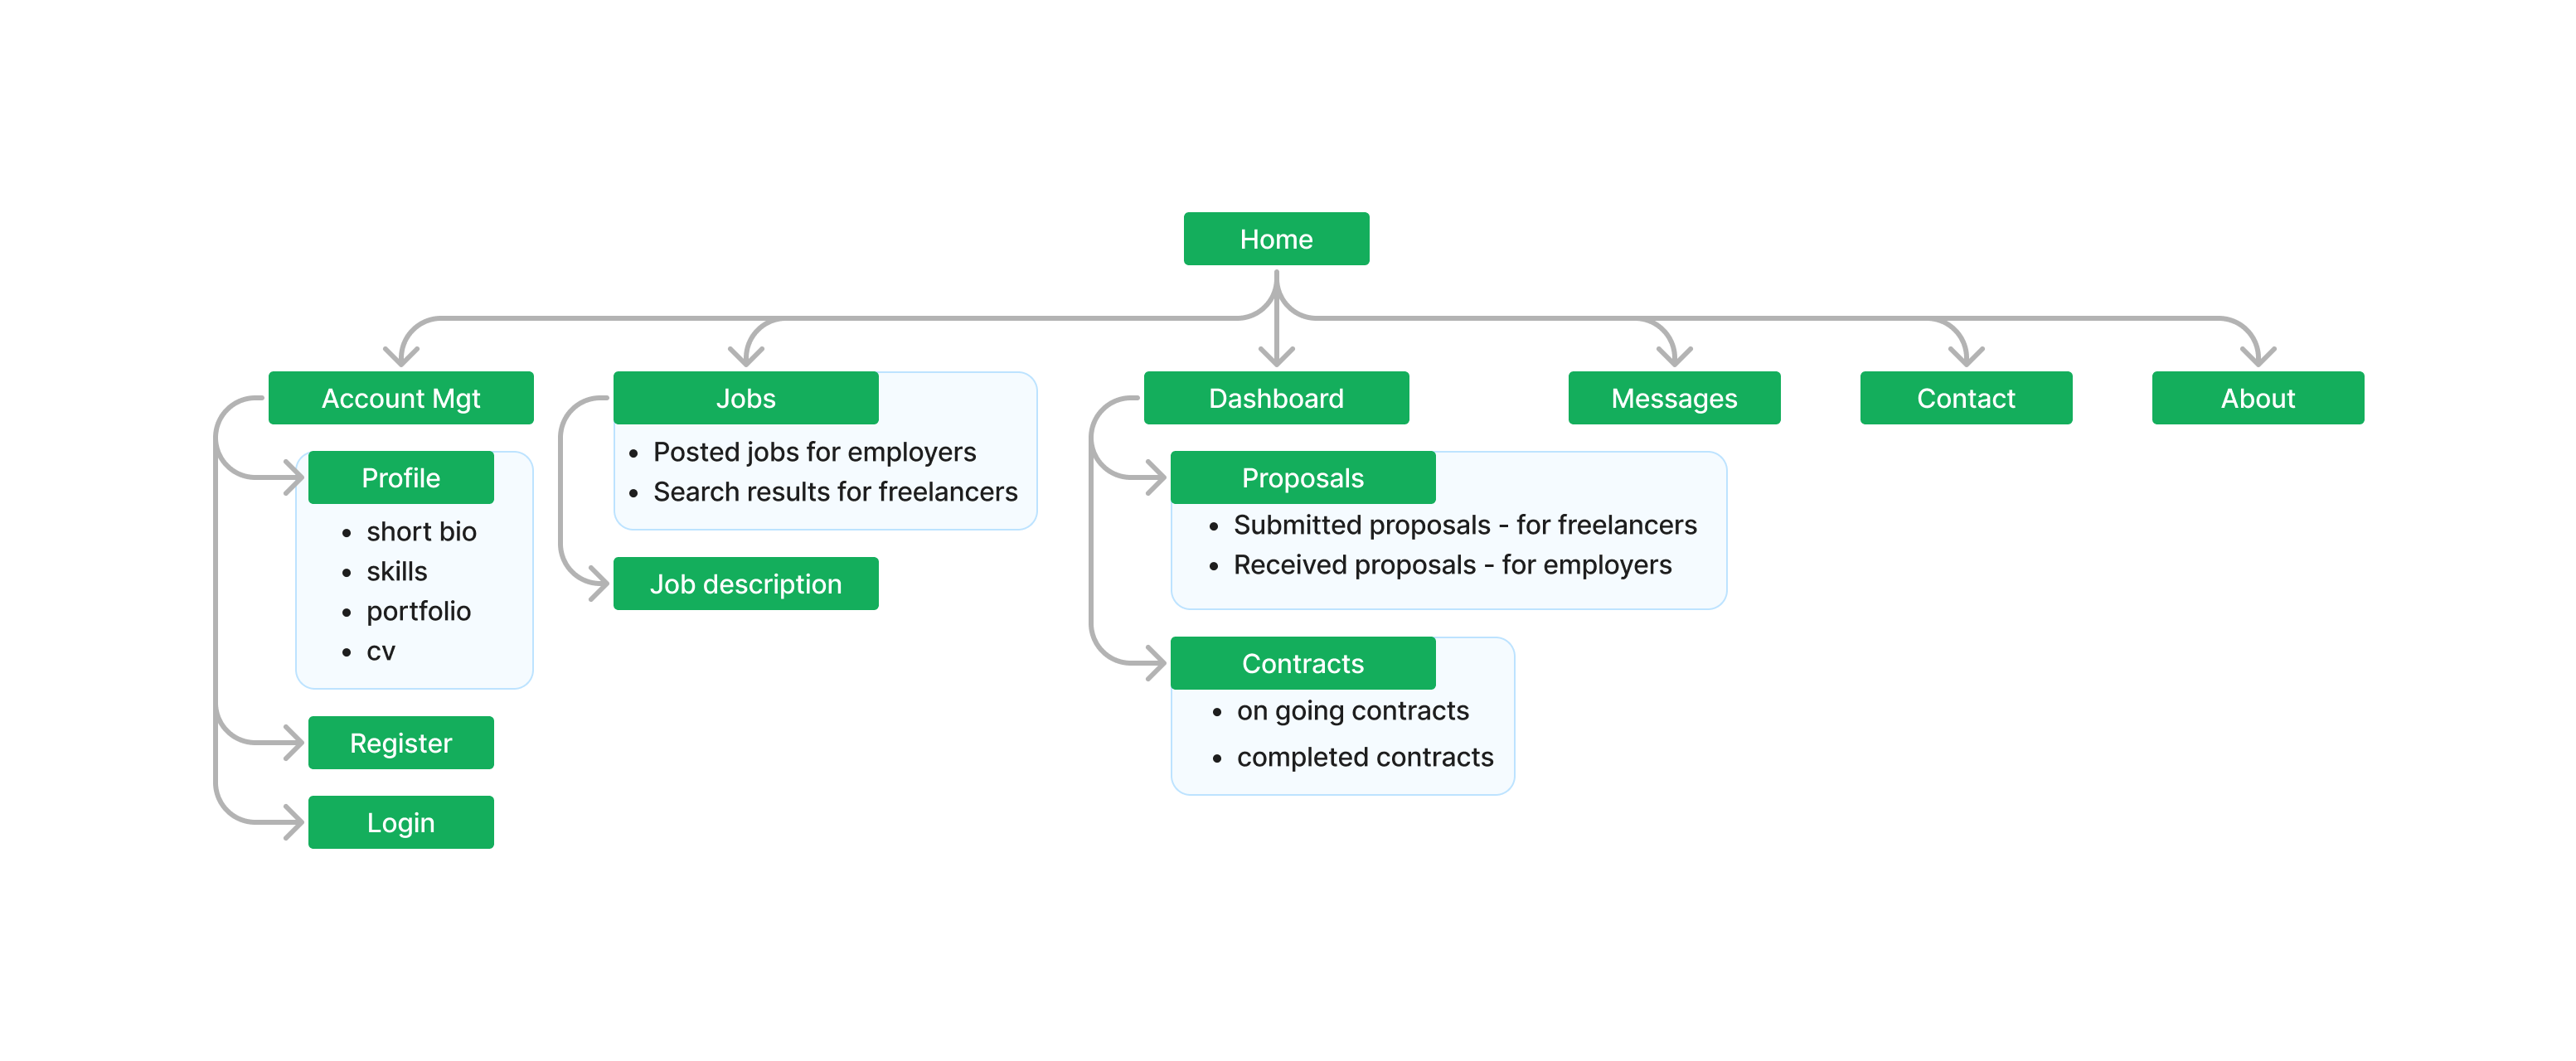 Home
Account Mgt
Jobs
Dashboard
Messages
Contact
About
Profile
• short bio
• skills
• portfolio
• cv
Register
Login
• Posted jobs for employers
• Search results for freelancers
Job description
Proposals
• Submitted proposals - for freelancers
• Received proposals - for employers
Contracts
• on going contracts
• completed contracts